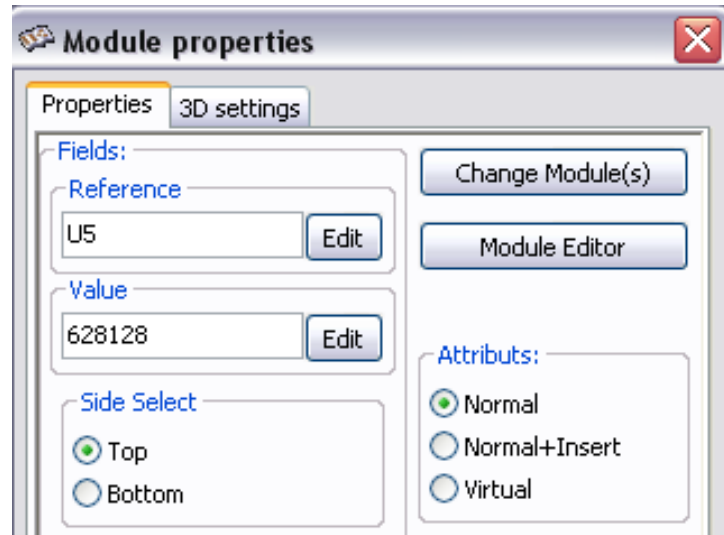 Module properties
Properties
3D settings
Fields:
Reference
U5
Edit
Value
628128
Edit
Side Select
Top
Bottom
Change Module(s)
Module Editor
Attributs:
Normal
Normal+Insert
Virtual